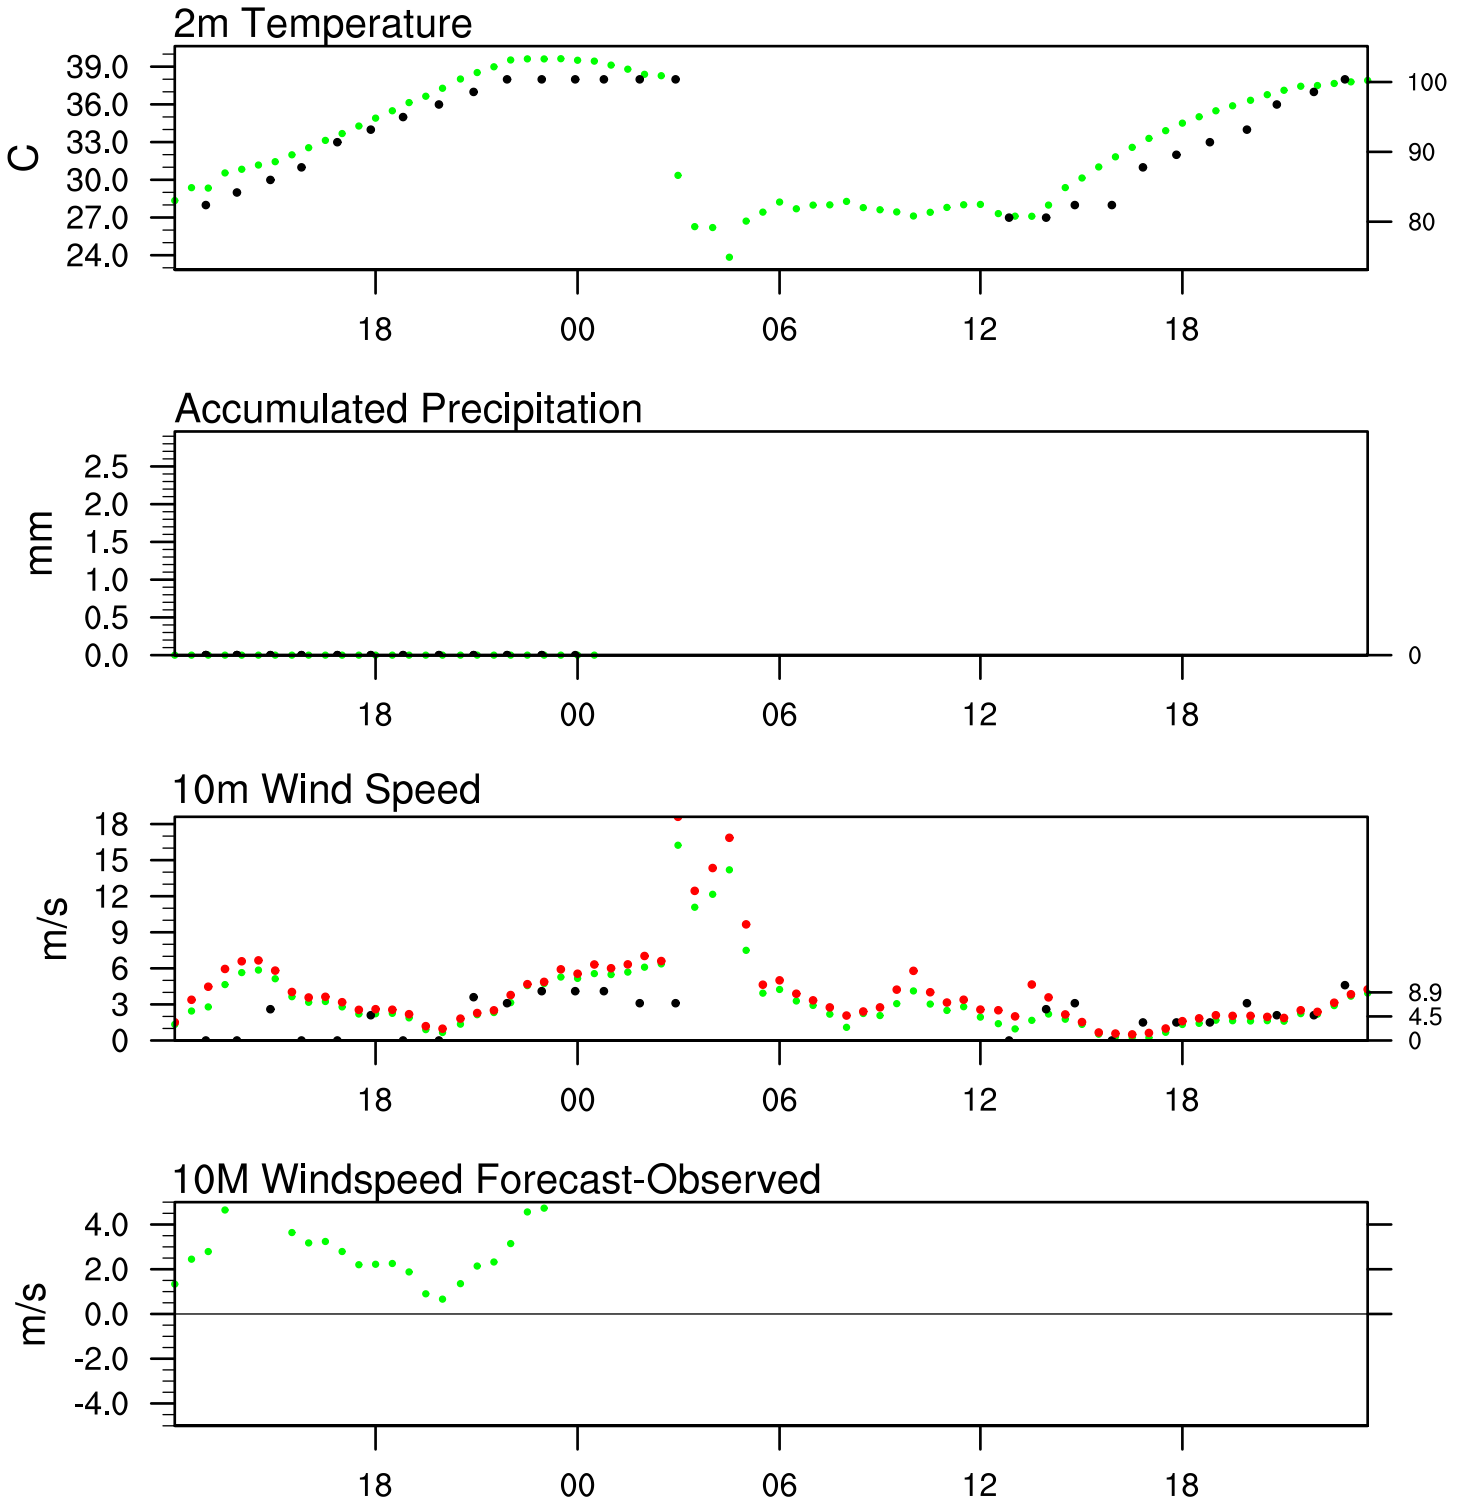 2m Temperature
39.0
36.0
33.0
30.0
27.0
24.0
C
100
90
80
18 00 06 12 18
Accumulated Precipitation
2.5
2.0
1.5
1.0
0.5
0.0
mm
0
18 00 06 12 18
10m Wind Speed
18
15
12
9
6
3
0
m/s
8.9
4.5
0
18 00 06 12 18
10M Windspeed Forecast-Observed
4.0
2.0
0.0
-2.0
-4.0
m/s
18 00 06 12 18